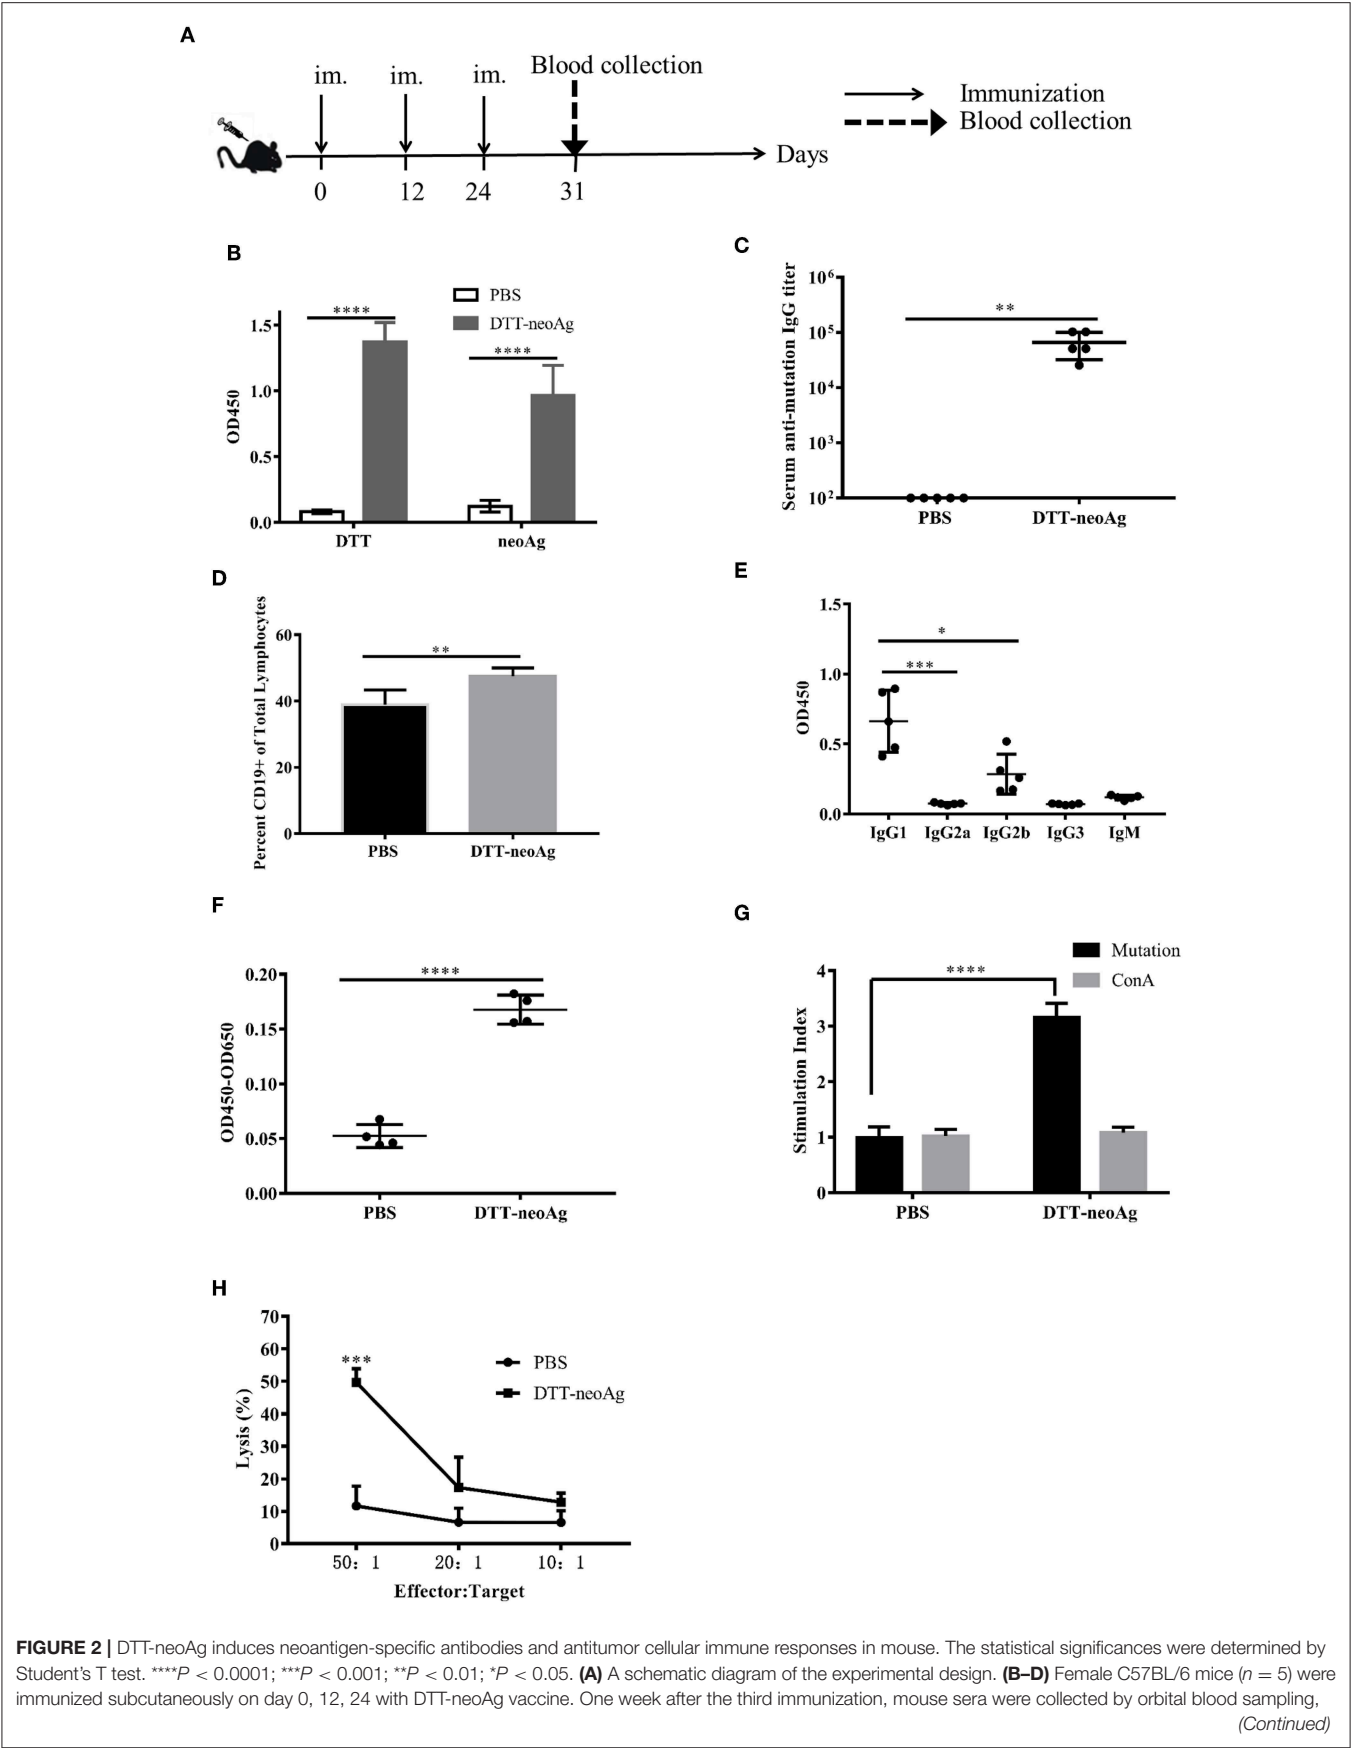 A
im.
im.
im.
Blood collection
Immunization
Blood collection
Days
0
12
24
31
B
PBS
DTT-neoAg
****
****
1.5
1.0
0.5
0.0
OD450
DTT
neoAg
C
Serum anti-mutation IgG titer
10⁶
10⁵
10⁴
10³
10²
**
PBS
DTT-neoAg
D
Percent CD19+ of Total Lymphocytes
60
40
20
0
**
PBS
DTT-neoAg
E
OD450
1.5
1.0
0.5
0.0
*
***
IgG1
IgG2a
IgG2b
IgG3
IgM
F
OD450-OD650
0.20
0.15
0.10
0.05
0.00
****
PBS
DTT-neoAg
G
Mutation
ConA
Stimulation Index
4
3
2
1
0
****
PBS
DTT-neoAg
H
Lysis (%)
70
60
50
40
30
20
10
0
***
PBS
DTT-neoAg
50: 1
20: 1
10: 1
Effector:Target
FIGURE 2 | DTT-neoAg induces neoantigen-specific antibodies and antitumor cellular immune responses in mouse. The statistical significances were determined by
Student's T test. ****P < 0.0001; ***P < 0.001; **P < 0.01; *P < 0.05. (A) A schematic diagram of the experimental design. (B–D) Female C57BL/6 mice (n = 5) were
immunized subcutaneously on day 0, 12, 24 with DTT-neoAg vaccine. One week after the third immunization, mouse sera were collected by orbital blood sampling,
(Continued)